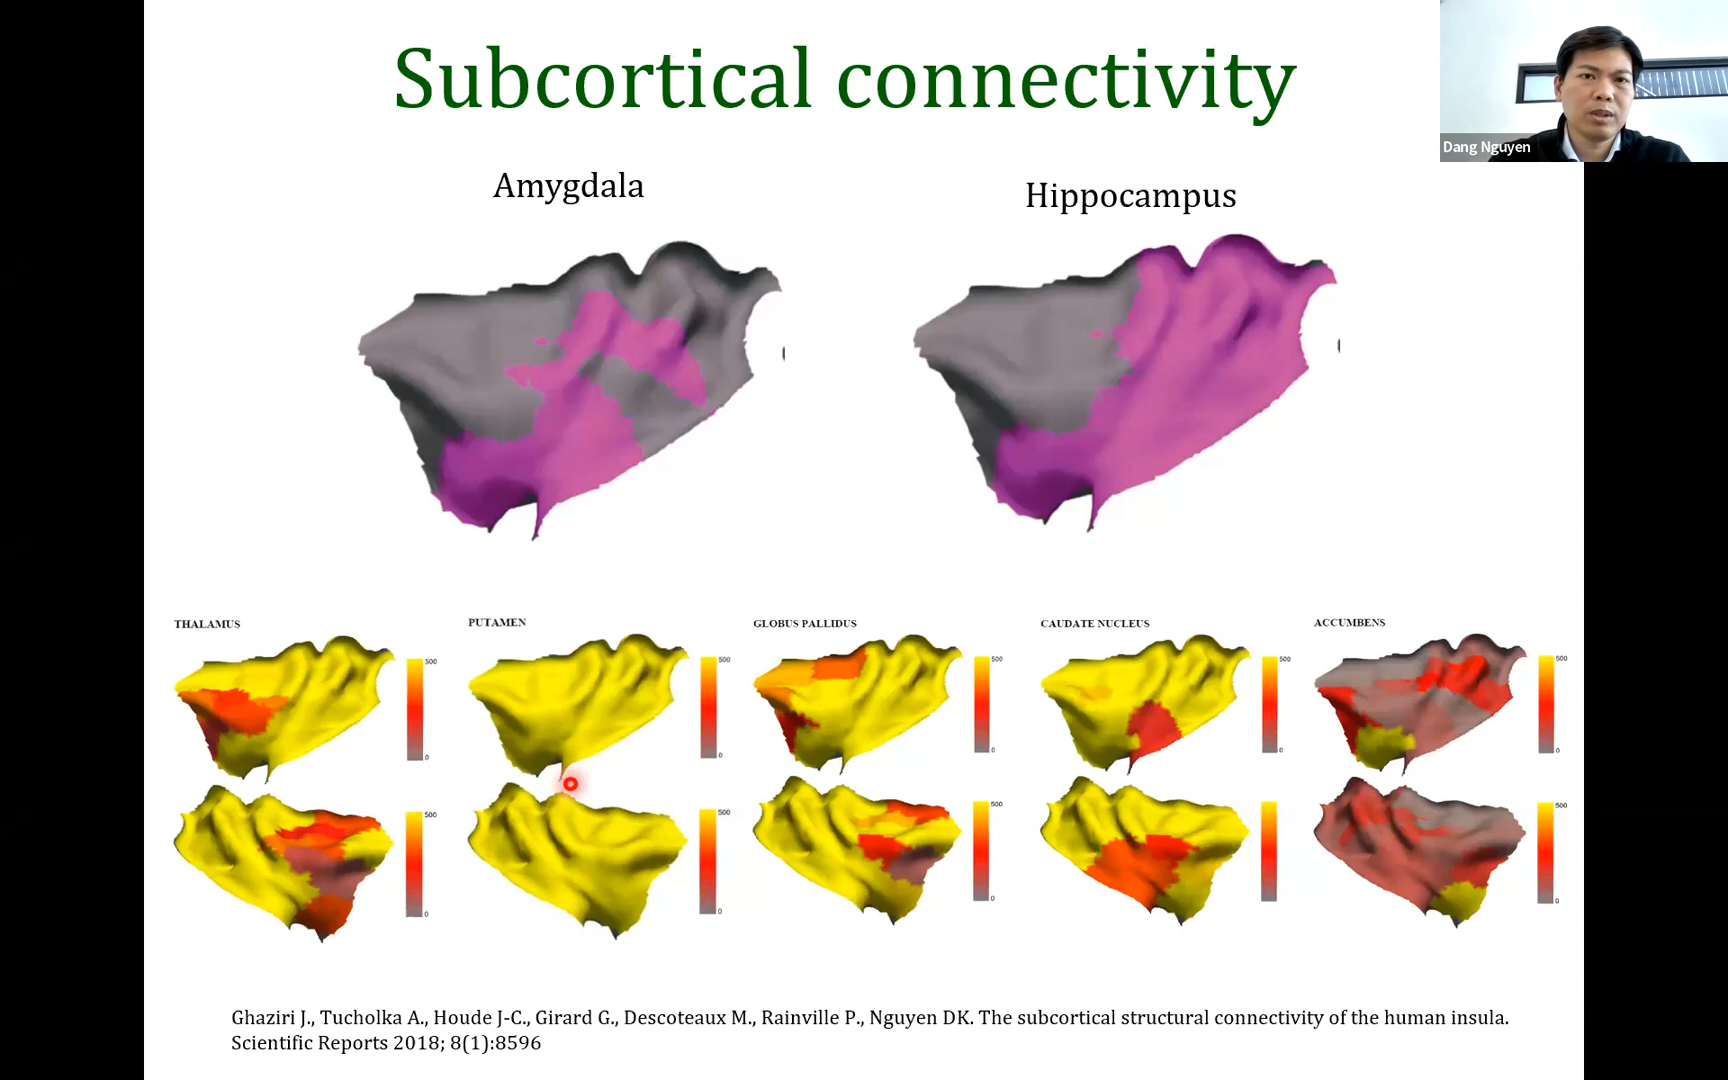 Subcortical connectivity
Dang Nguyen
Amygdala
Hippocampus
THALAMUS
PUTAMEN
GLOBUS PALLIDUS
CAUDATE NUCLEUS
ACCUMBENS
500
500
500
500
500
0
0
0
0
0
500
500
500
500
0
0
0
0
Ghaziri J., Tucholka A., Houde J-C., Girard G., Descoteaux M., Rainville P., Nguyen DK. The subcortical structural connectivity of the human insula.
Scientific Reports 2018; 8(1):8596